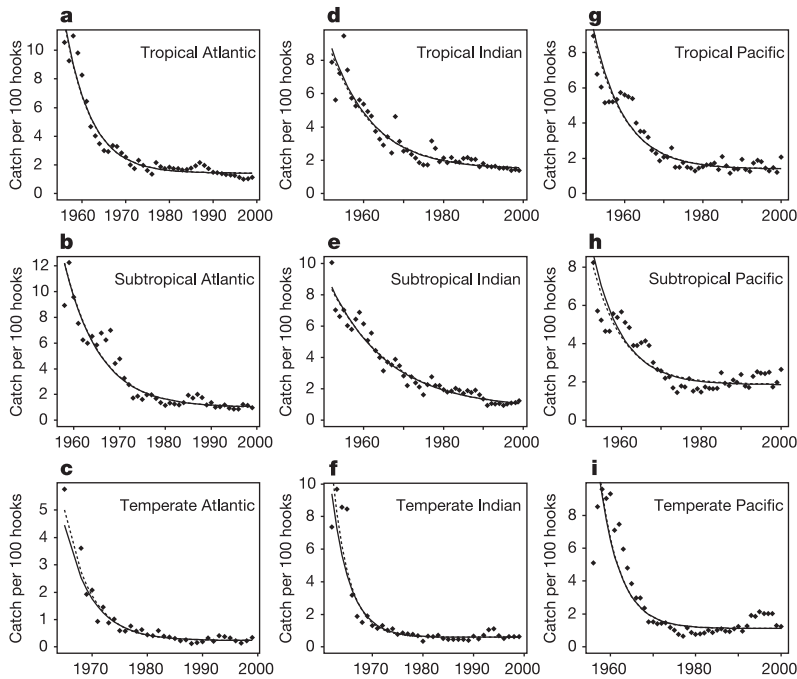 a
Tropical Atlantic
Catch per 100 hooks
10
8
6
4
2
0
1960 1970 1980 1990 2000
d
Tropical Indian
Catch per 100 hooks
8
6
4
2
0
1960 1980 2000
g
Tropical Pacific
Catch per 100 hooks
8
6
4
2
0
1960 1980 2000
b
Subtropical Atlantic
Catch per 100 hooks
12
10
8
6
4
2
0
1960 1970 1980 1990 2000
e
Subtropical Indian
Catch per 100 hooks
10
8
6
4
2
0
1960 1980 2000
h
Subtropical Pacific
Catch per 100 hooks
8
6
4
2
0
1960 1980 2000
c
Temperate Atlantic
Catch per 100 hooks
5
4
3
2
1
0
1970 1980 1990 2000
f
Temperate Indian
Catch per 100 hooks
10
8
6
4
2
0
1970 1980 1990 2000
i
Temperate Pacific
Catch per 100 hooks
8
6
4
2
0
1960 1980 2000